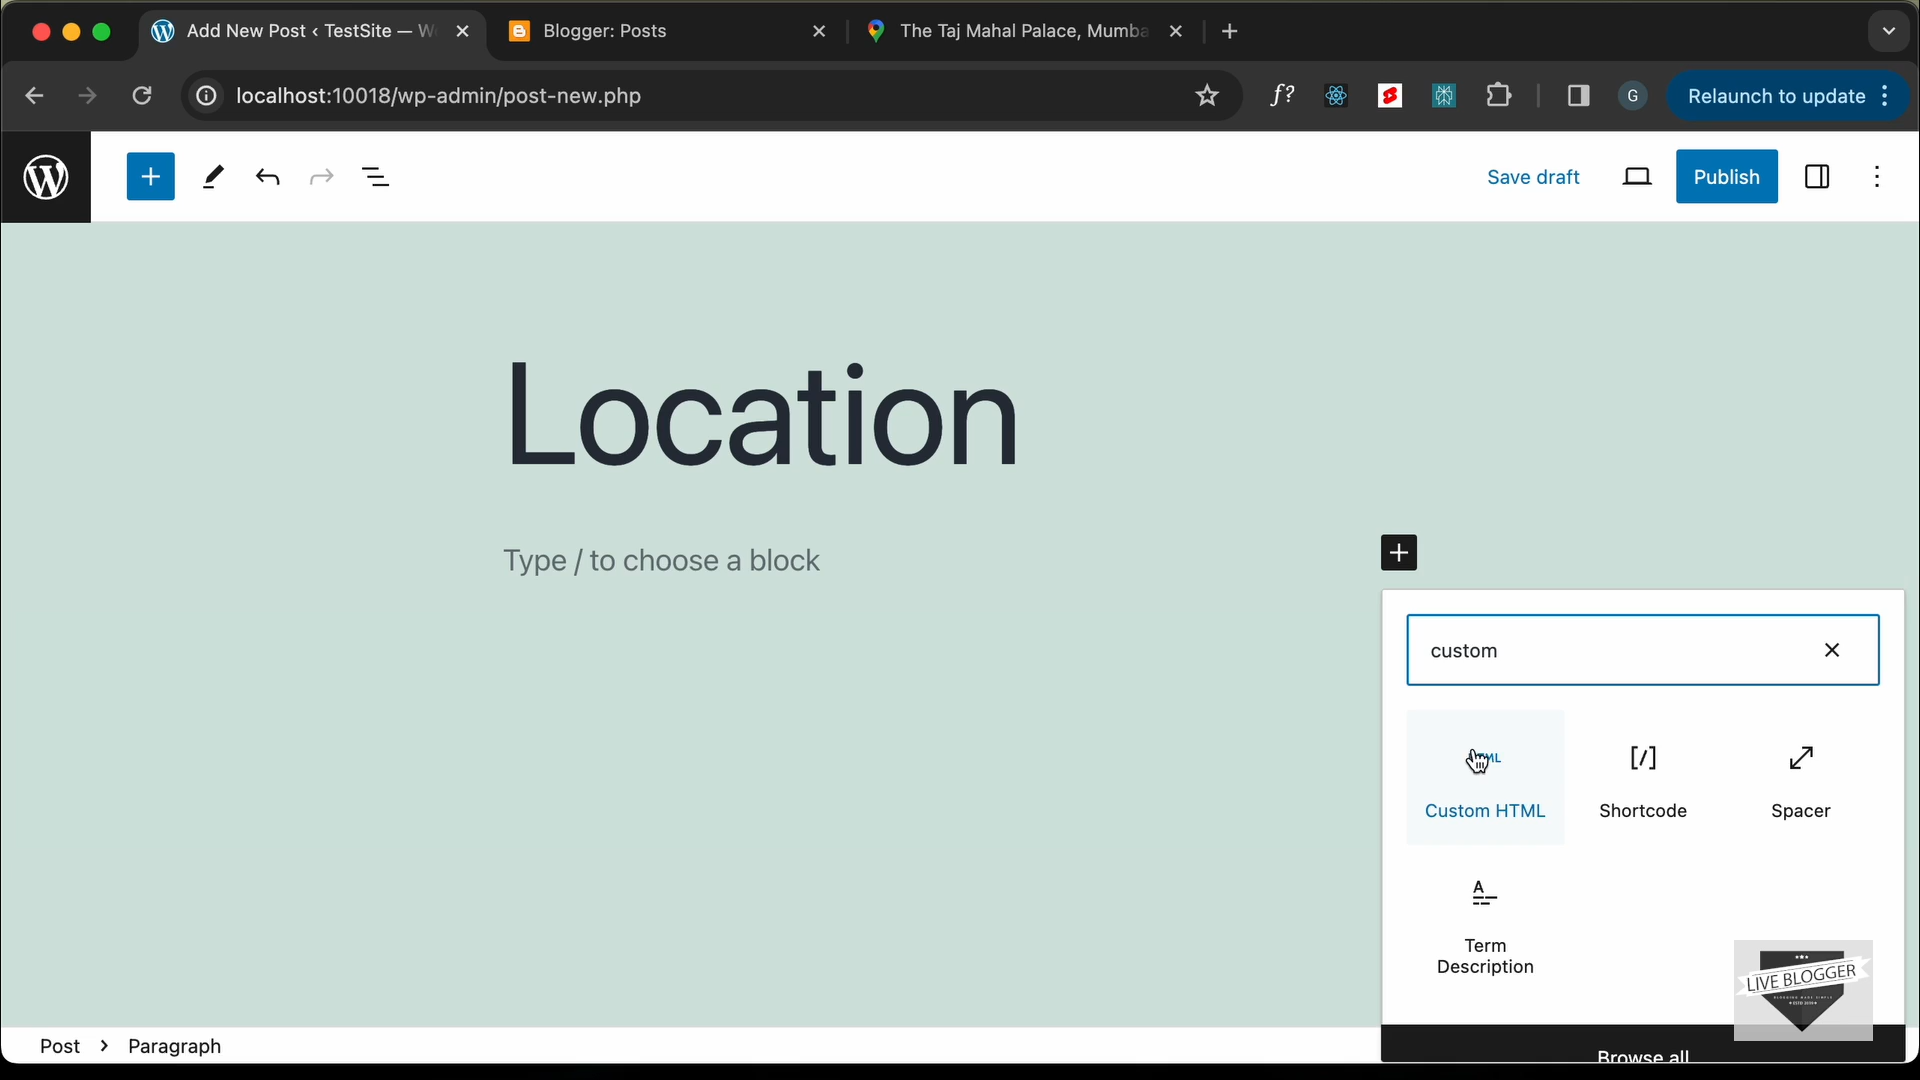 Add New Post ‹ TestSite — W
Blogger: Posts
The Taj Mahal Palace, Mumba
localhost:10018/wp-admin/post-new.php
f?
G
Relaunch to update
Save draft
Publish
Location
Type / to choose a block
custom
Custom HTML
Shortcode
Spacer
Term
Description
LIVE BLOGGER
Browse all
Post › Paragraph